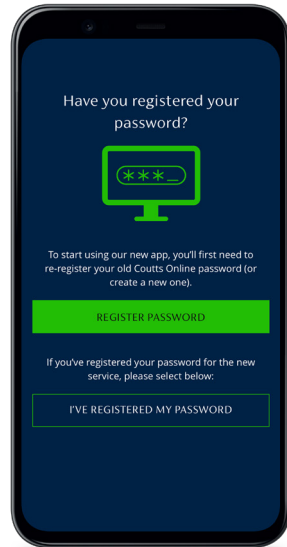 Have you registered your
password?
***_
To start using our new app, you'll first need to
re-register your old Coutts Online password (or
create a new one).
REGISTER PASSWORD
If you've registered your password for the new
service, please select below:
I'VE REGISTERED MY PASSWORD